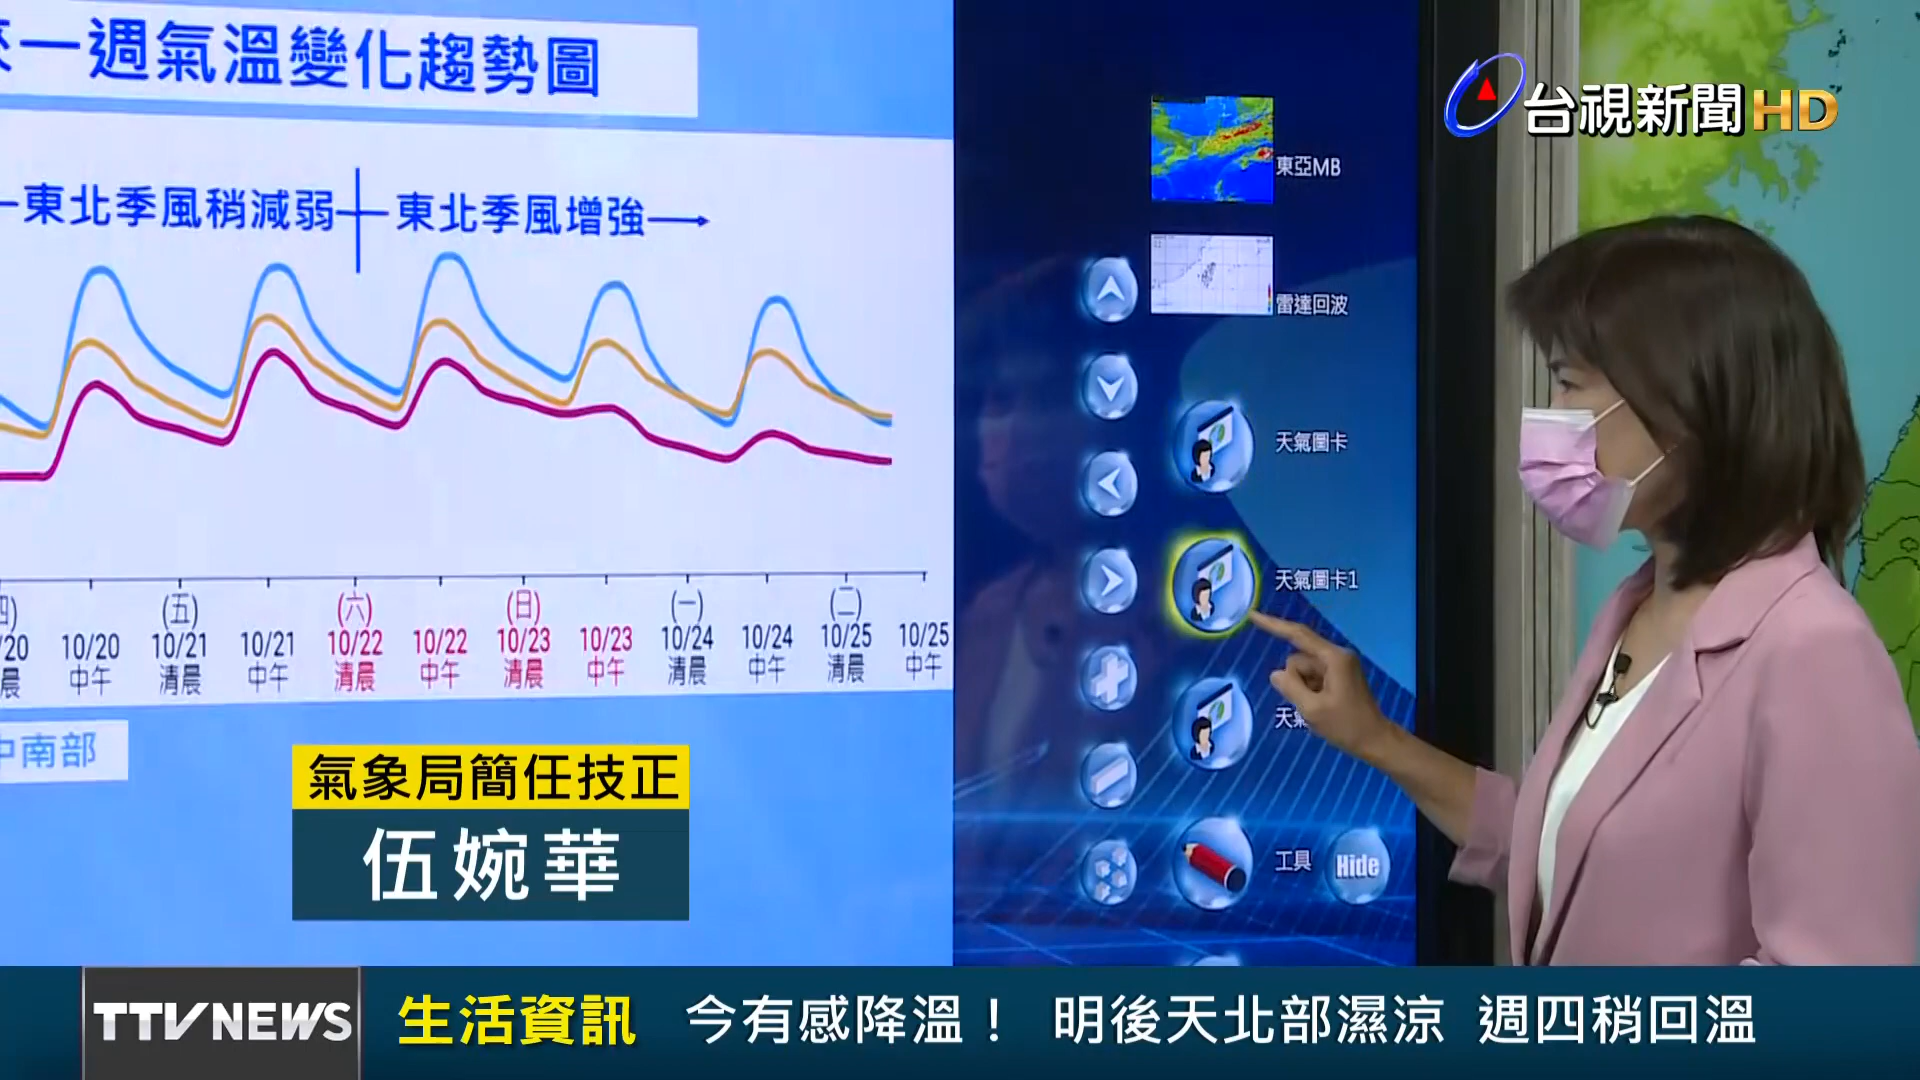 一週氣溫變化趨勢圖
台視新聞HD
東北季風稍減弱 東北季風增強
東亞MB
雷達回波
天氣圖卡
天氣圖卡1
天
工具 Hide
(五) (六) (日) (一) (二)
10/20 10/21 10/21 10/22 10/22 10/23 10/23 10/24 10/24 10/25 10/25
中午 清晨 中午 清晨 中午 清晨 中午 清晨 中午 清晨 中午
中南部
氣象局簡任技正
伍婉華
TTV NEWS 生活資訊 今有感降溫！ 明後天北部濕涼 週四稍回溫